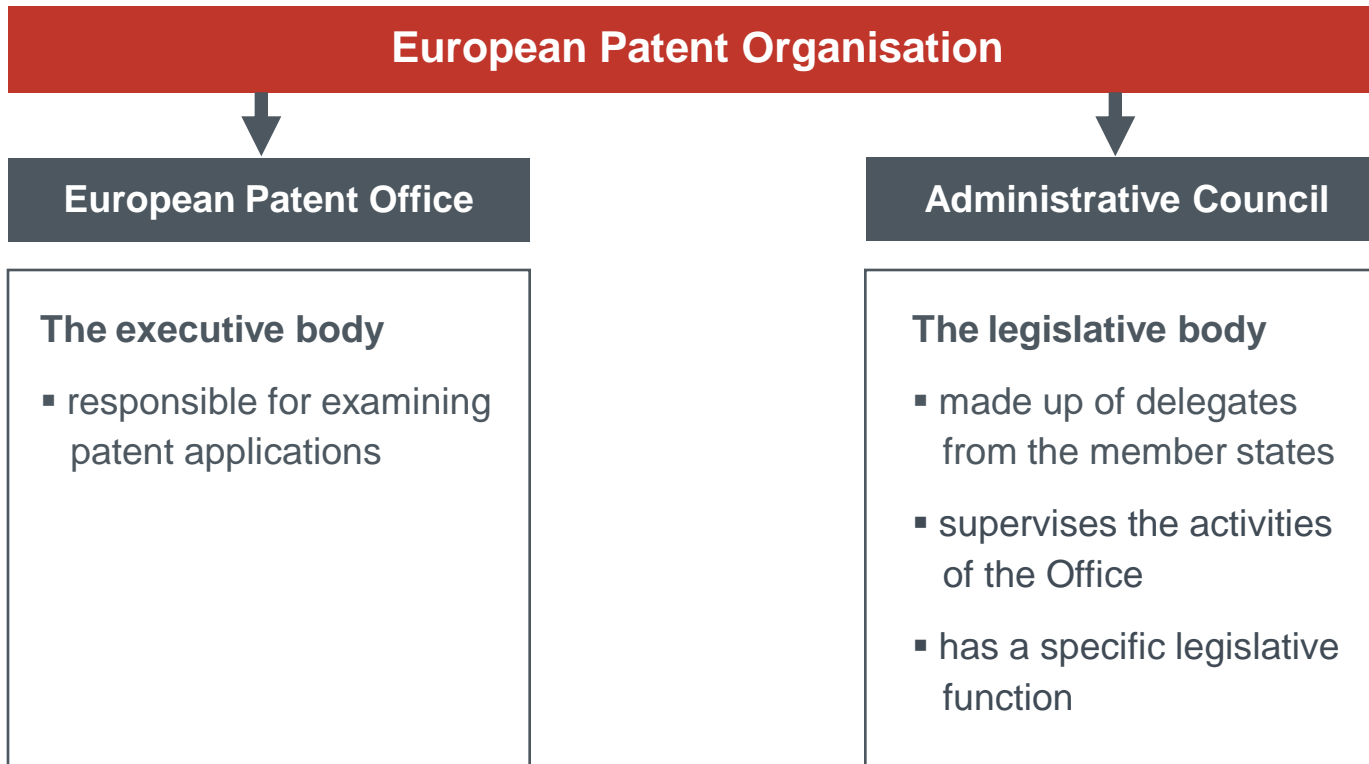 European Patent Organisation
European Patent Office
The executive body
▪ responsible for examining
patent applications
Administrative Council
The legislative body
▪ made up of delegates
from the member states
▪ supervises the activities
of the Office
▪ has a specific legislative
function